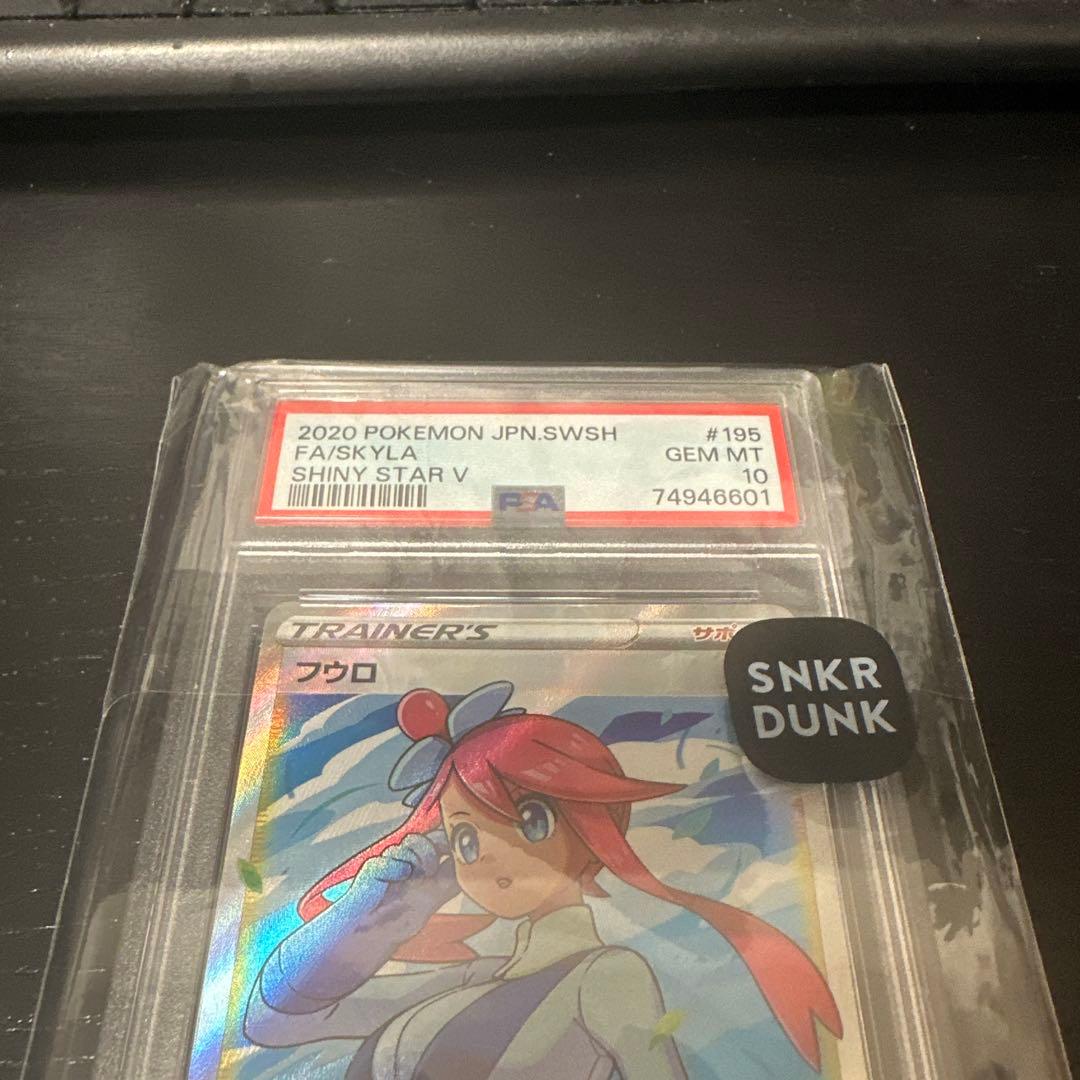 2020 POKEMON JPN.SWSH #195
FA/SKYLA GEM MT
SHINY STAR V 10
PSA 74946601
TRAINER'S サポ
フウロ
SNKR
DUNK